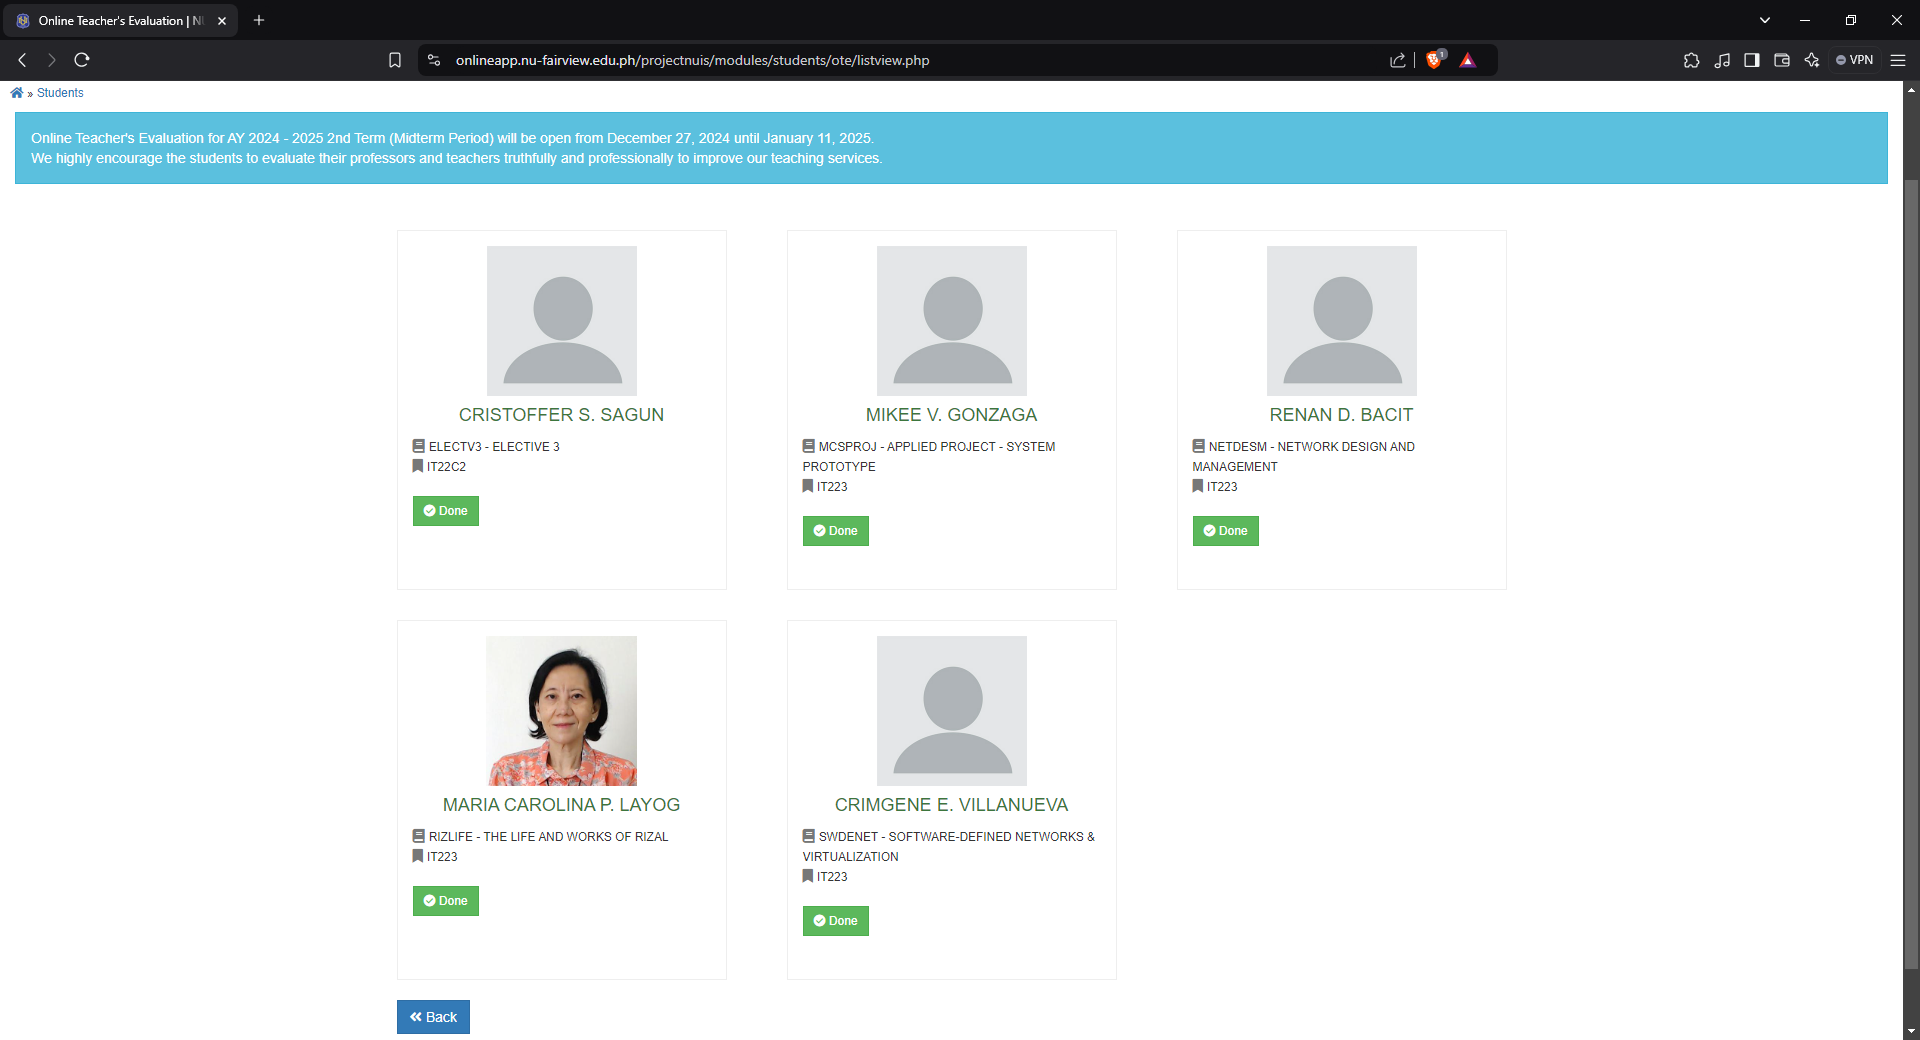 Online Teacher's Evaluation | N
VPN
onlineapp.nu-fairview.edu.ph/projectnuis/modules/students/ote/listview.php
1
» Students
Online Teacher's Evaluation for AY 2024 - 2025 2nd Term (Midterm Period) will be open from December 27, 2024 until January 11, 2025.
We highly encourage the students to evaluate their professors and teachers truthfully and professionally to improve our teaching services.
CRISTOFFER S. SAGUN
ELECTV3 - ELECTIVE 3
IT22C2
Done
MIKEE V. GONZAGA
MCSPROJ - APPLIED PROJECT - SYSTEM
PROTOTYPE
IT223
Done
RENAN D. BACIT
NETDESM - NETWORK DESIGN AND
MANAGEMENT
IT223
Done
MARIA CAROLINA P. LAYOG
RIZLIFE - THE LIFE AND WORKS OF RIZAL
IT223
Done
CRIMGENE E. VILLANUEVA
SWDENET - SOFTWARE-DEFINED NETWORKS &
VIRTUALIZATION
IT223
Done
Back